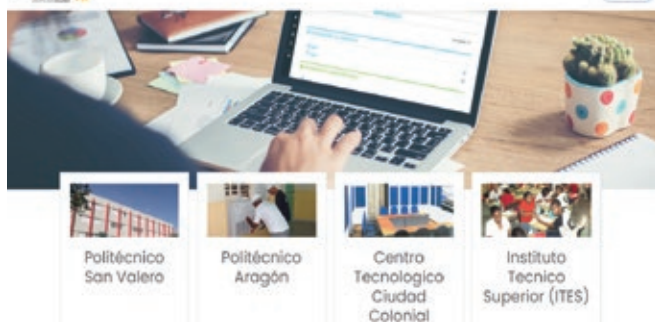 Politécnico
San Valero
Politécnico
Aragón
Centro
Tecnologico
Ciudad
Colonial
Instituto
Tecnico
Superior (ITES)